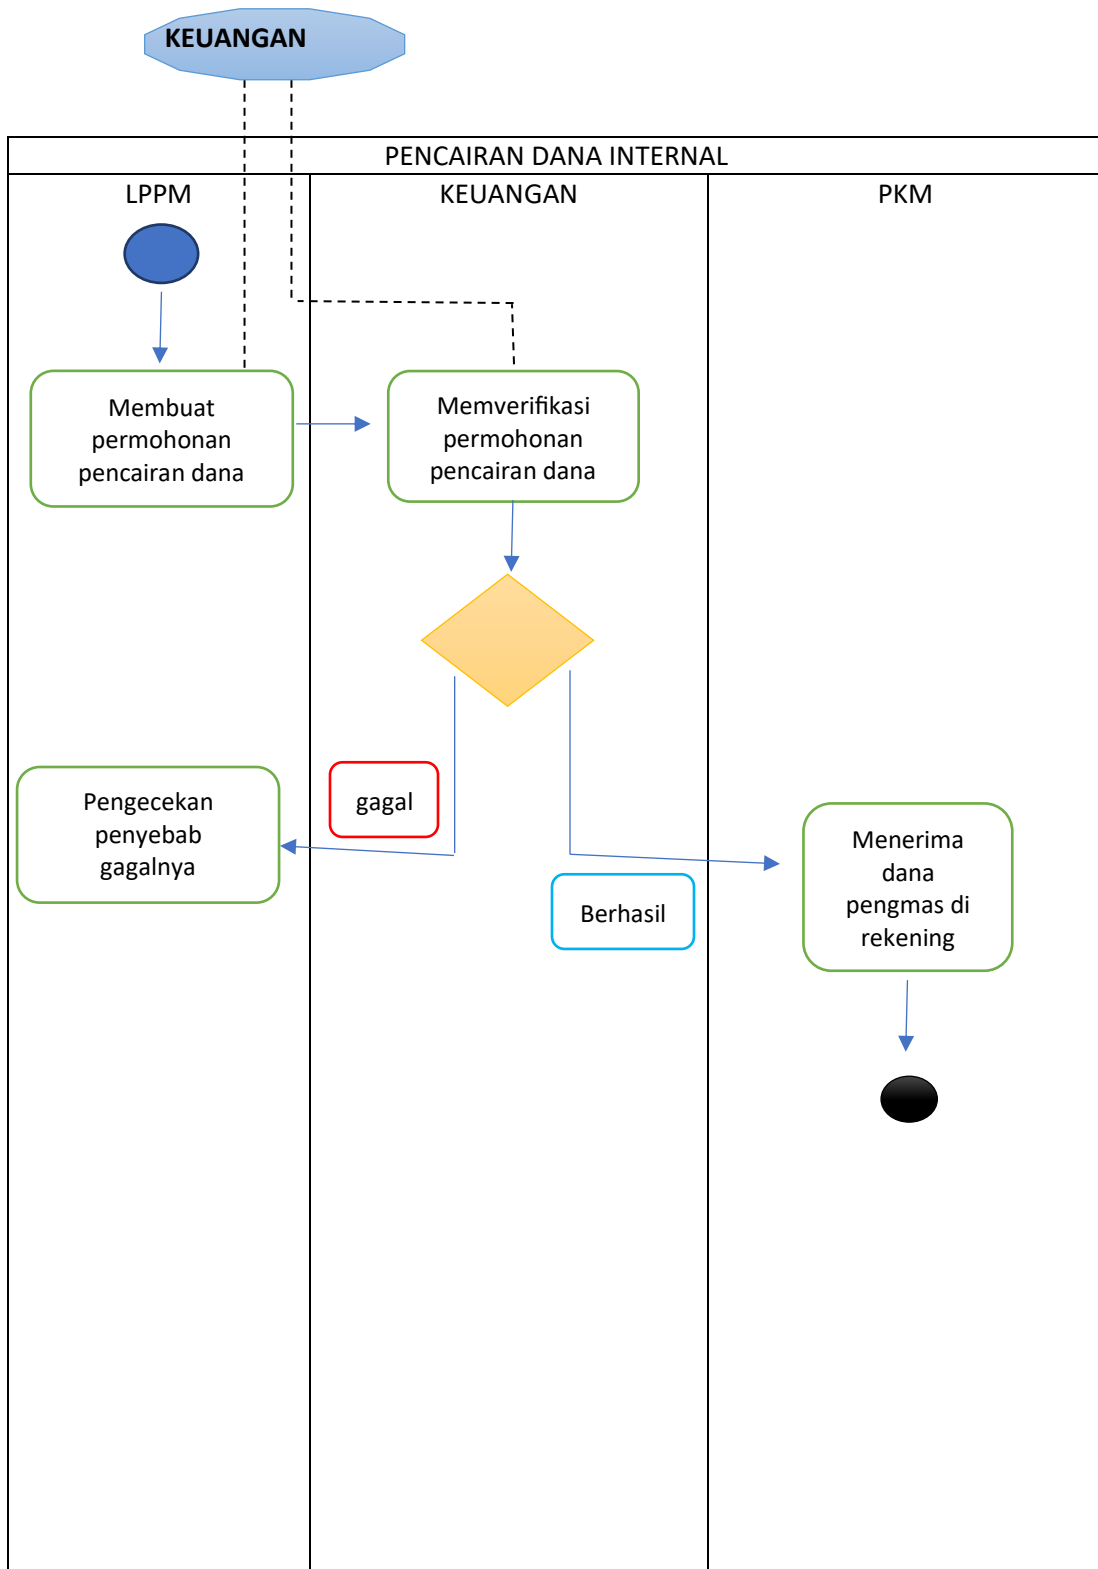 KEUANGAN
PENCAIRAN DANA INTERNAL
LPPM
KEUANGAN
PKM
Membuat
permohonan
pencairan dana
Memverifikasi
permohonan
pencairan dana
gagal
Pengecekan
penyebab
gagalnya
Berhasil
Menerima
dana
pengmas di
rekening